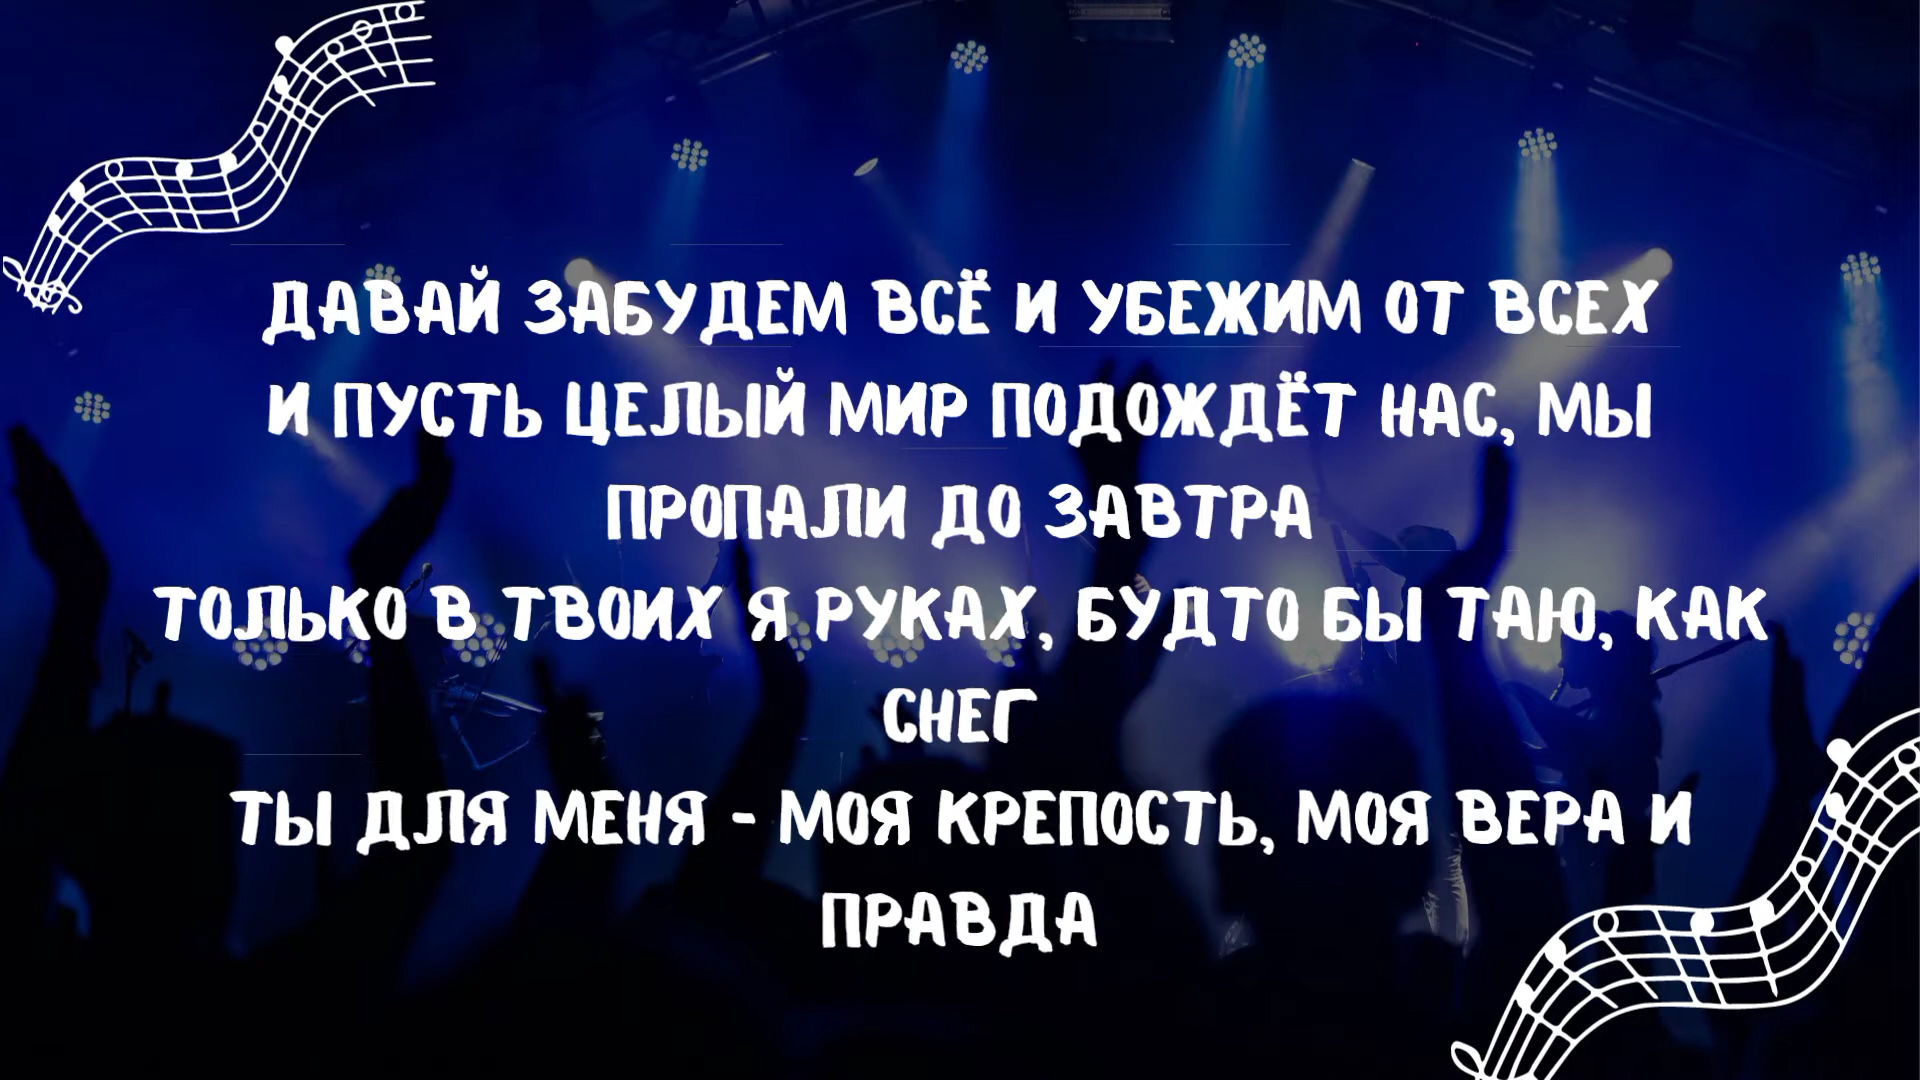 ДАВАЙ ЗАБУДЕМ ВСЁ И УБЕЖИМ ОТ ВСЕХ
И ПУСТЬ ЦЕЛЫЙ МИР ПОДОЖДЁТ НАС, МЫ
ПРОПАЛИ ДО ЗАВТРА
ТОЛЬКО В ТВОИХ Я РУКАХ, БУДТО БЫ ТАЮ, КАК
СНЕГ
ТЫ ДЛЯ МЕНЯ - МОЯ КРЕПОСТЬ, МОЯ ВЕРА И
ПРАВДА